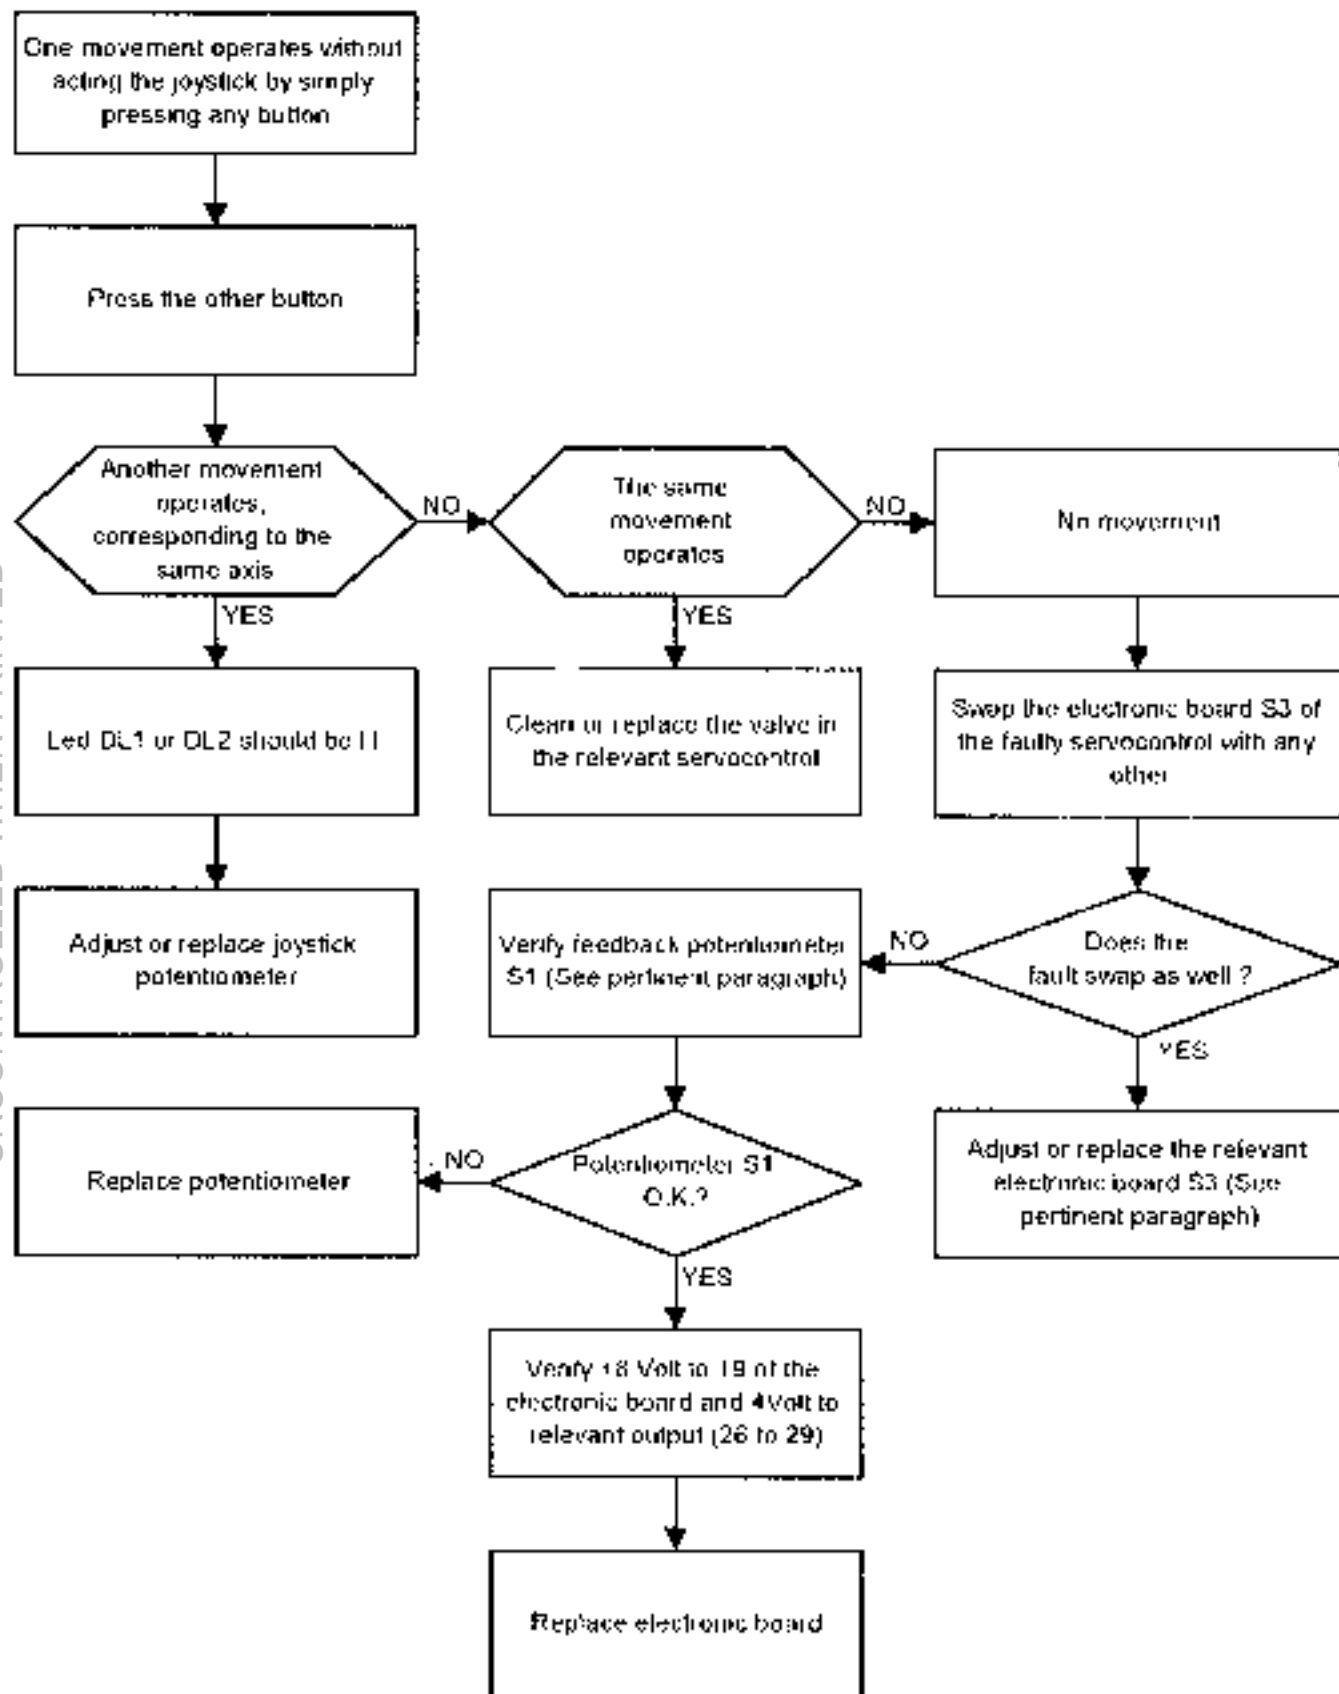 One movement operates without
acting the joystick by simply
pressing any button
Press the other button
Another movement
operates,
corresponding to the
same axis
NO
The same
movement
operates
NO
No movement
YES
YES
Led DL1 or DL2 should be
Clean or replace the valve in
the relevant servocontrol
Swap the electronic board S3 of
the faulty servocontrol with any
other
Adjust or replace joystick
potentiometer
Verify feedback potentiometer
S1 (See pertinent paragraph)
NO
Does the
fault swap as well ?
YES
Replace potentiometer
NO
Potentiometer S1
O.K.?
Adjust or replace the relevant
electronic board S3 (See
pertinent paragraph)
YES
Verify Volt to 19 of the
electronic board and 4Volt to
relevant output (26 to 29)
Replace electronic board